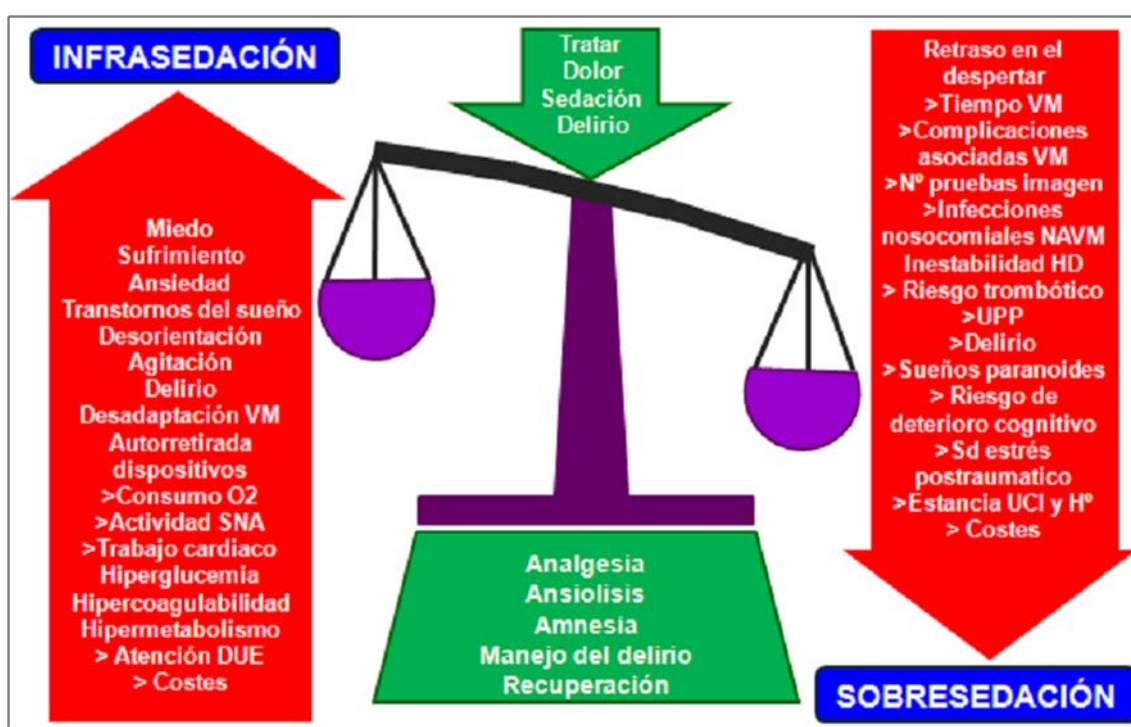 INFRASEDACIÓN
Miedo
Sufrimiento
Ansiedad
Transtornos del sueño
Desorientación
Agitación
Delirio
Desadaptación VM
Autorretirada
dispositivos
>Consumo O2
>Actividad SNA
>Trabajo cardiaco
Hiperglucemia
Hipercoagulabilidad
Hipermetabolismo
> Atención DUE
> Costes
Tratar
Dolor
Sedación
Delirio
Analgesia
Ansiolisis
Amnesia
Manejo del delirio
Recuperación
Retraso en el
despertar
>Tiempo VM
>Complicaciones
asociadas VM
>Nº pruebas imagen
>Infecciones
nosocomiales NAVM
Inestabilidad HD
> Riesgo trombótico
>UPP
>Delirio
>Sueños paranoides
> Riesgo de
deterioro cognitivo
>Sd estrés
postraumatico
>Estancia UCI y Hº
> Costes
SOBRESEDACIÓN